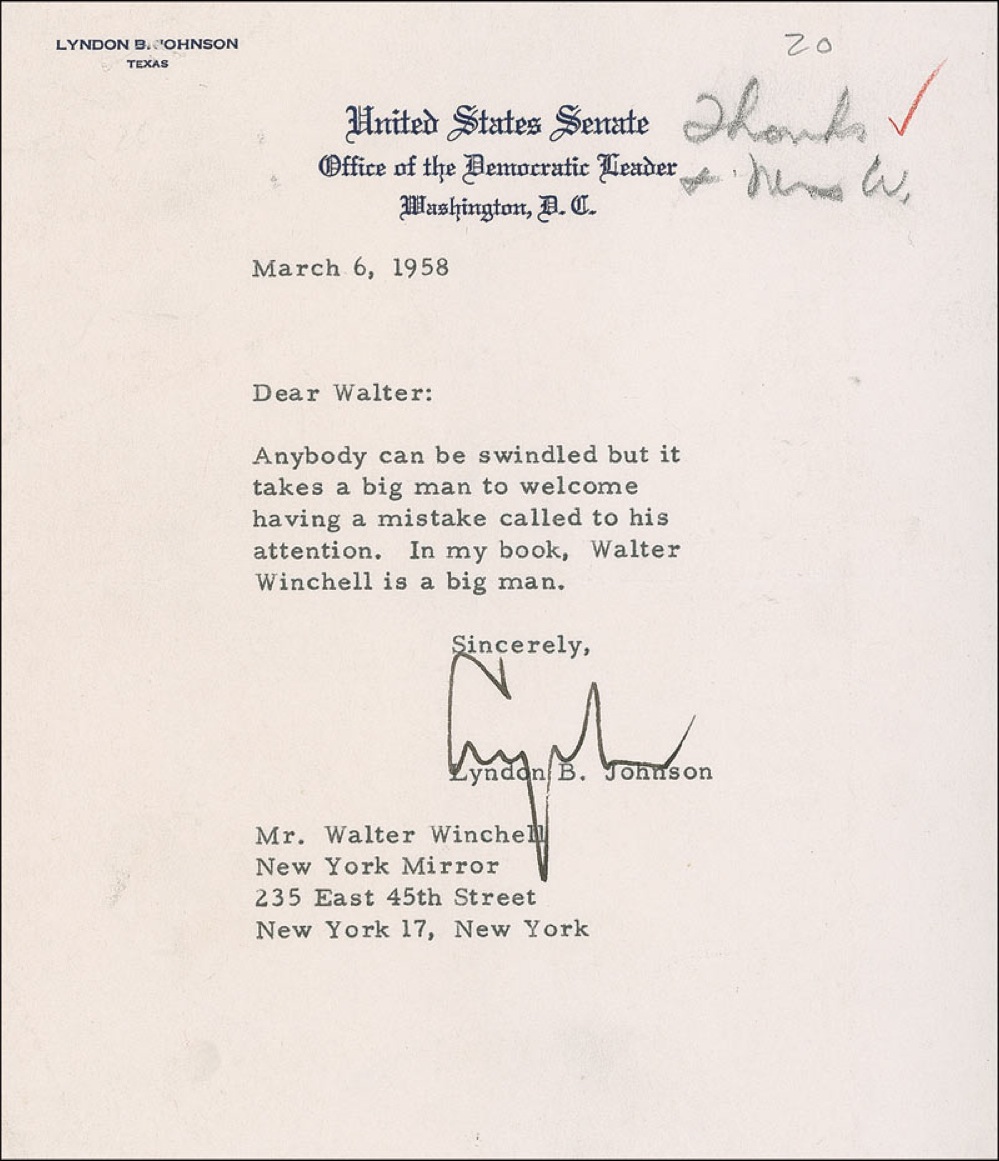 LYNDON B. JOHNSON
TEXAS
20
United States Senate
Office of the Democratic Leader
Washington, D. C.
Thanks
W.
March 6, 1958
Dear Walter:
Anybody can be swindled but it
takes a big man to welcome
having a mistake called to his
attention. In my book, Walter
Winchell is a big man.
Sincerely,
Lyndon B. Johnson
Mr. Walter Winchell
New York Mirror
235 East 45th Street
New York 17, New York